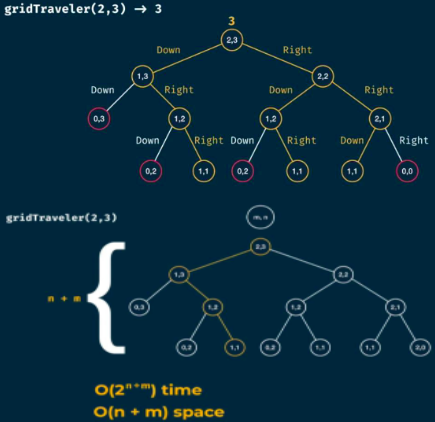 gridTraveler(2,3) → 3
3
2,3
Down Right
1,3 2,2
Down Right Down Right
0,3 1,2 1,2 2,1
Down Right Down Right Down Right
0,2 1,1 0,2 1,1 1,1 0,0
m, n
gridTraveler(2,3)
2,3
1,3 2,2
n + m
0,3 1,2 1,2 2,1
0,2 1,1 0,2 1,1 1,1 2,0
O(2ⁿ⁺ᵐ) time
O(n + m) space